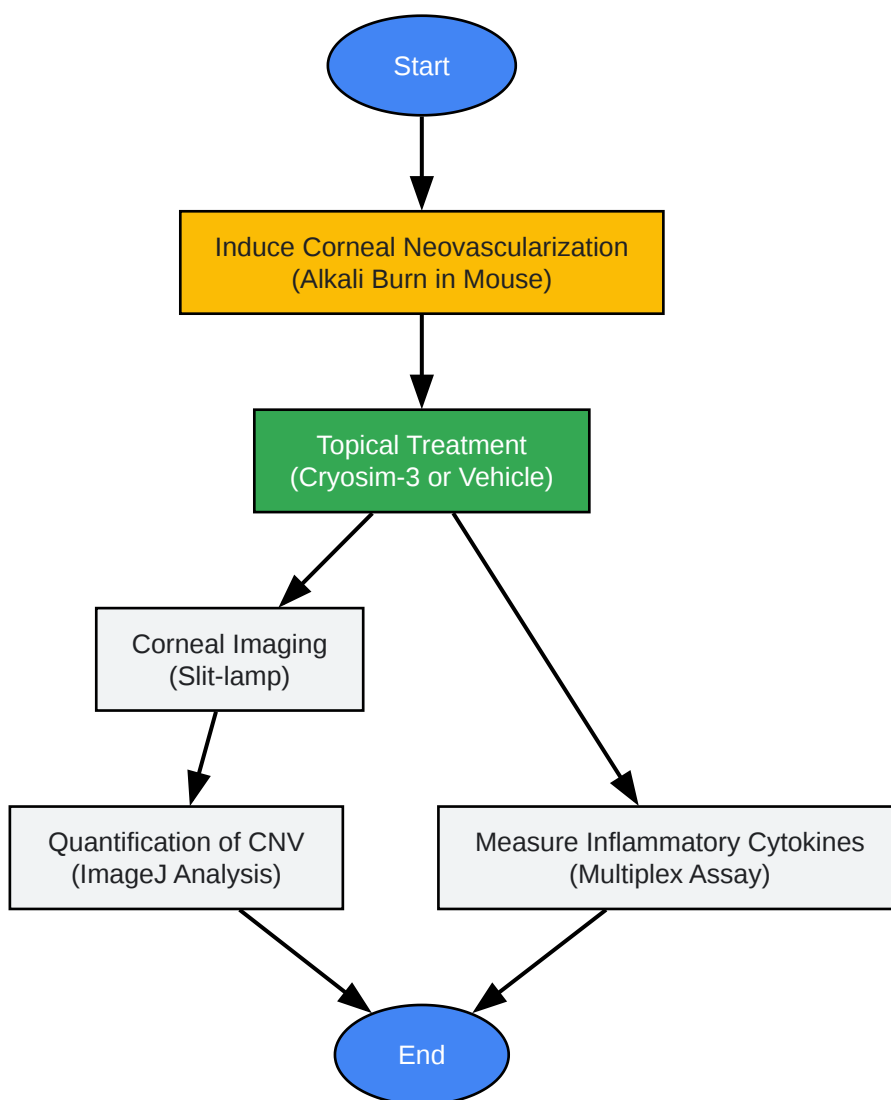 Start
Induce Corneal Neovascularization
(Alkali Burn in Mouse)
Topical Treatment
(Cryosim-3 or Vehicle)
Corneal Imaging
(Slit-lamp)
Quantification of CNV
(ImageJ Analysis)
Measure Inflammatory Cytokines
(Multiplex Assay)
End